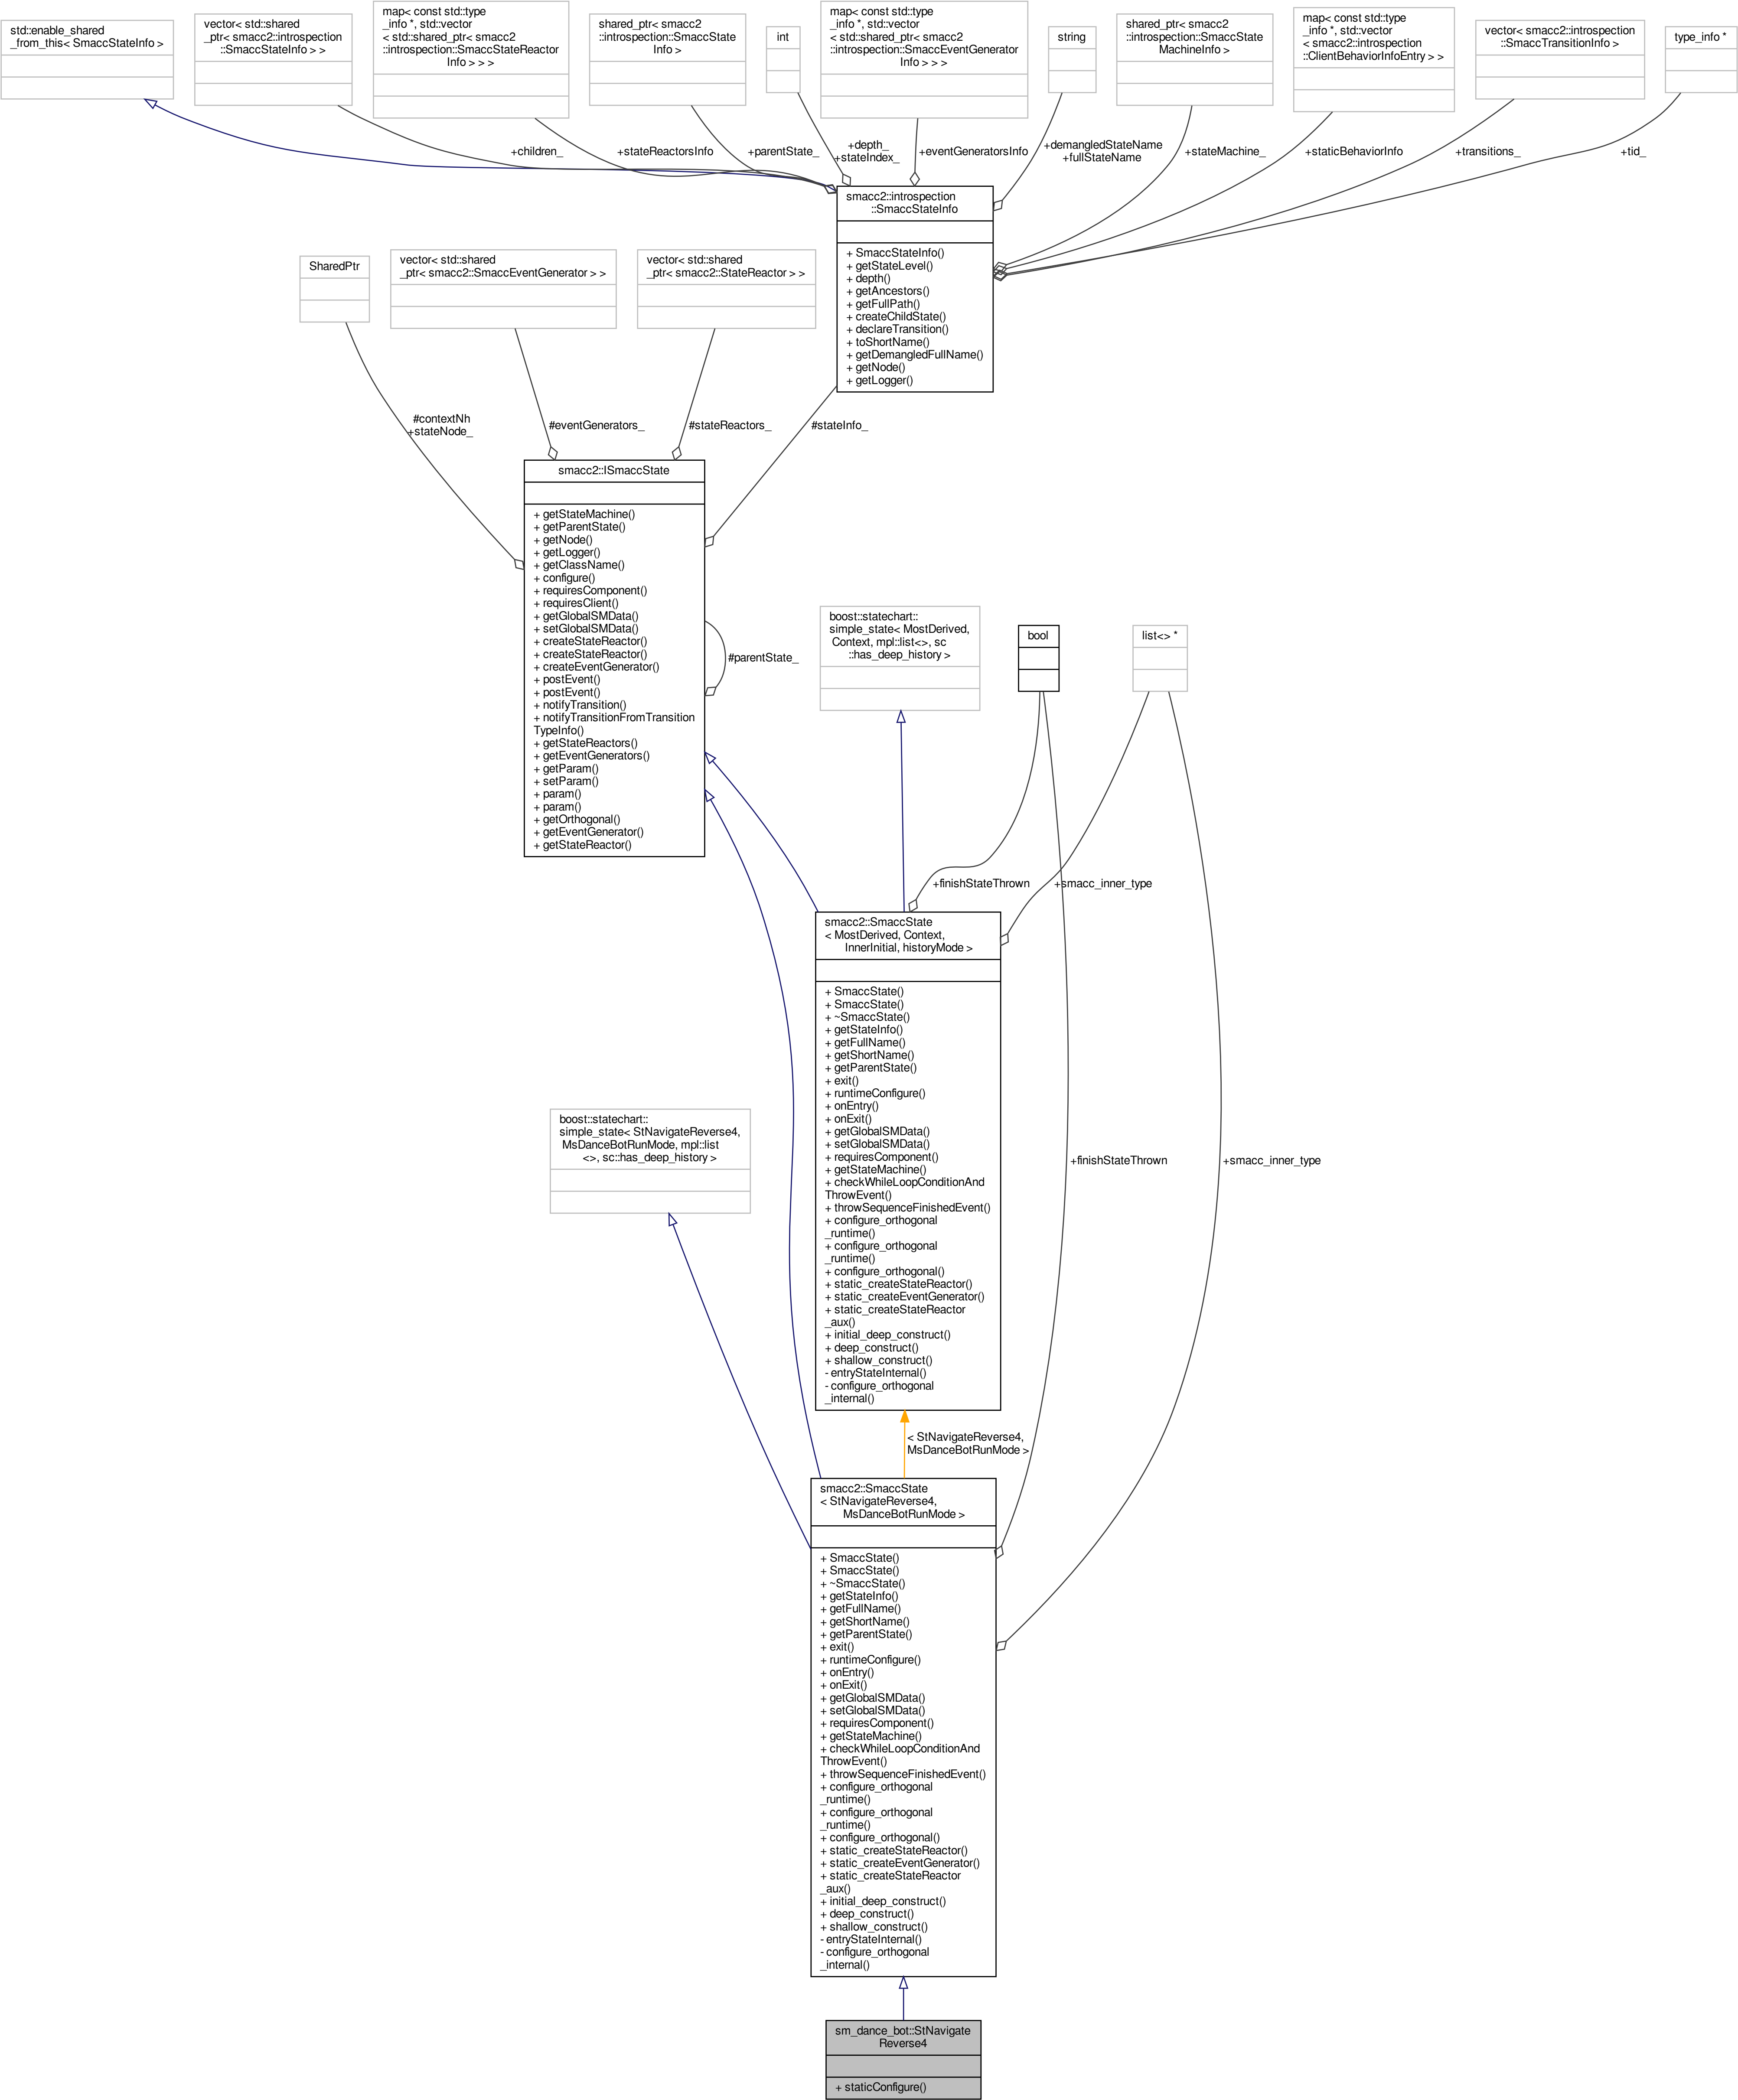 std::enable_shared
_from_this< SmaccStateInfo >
vector< std::shared
_ptr< smacc2::introspection
::SmaccStateInfo > >
map< const std::type
_info *, std::vector
< std::shared_ptr< smacc2
::introspection::SmaccStateReactor
Info > > >
shared_ptr< smacc2
::introspection::SmaccState
Info >
int
map< const std::type
_info *, std::vector
< std::shared_ptr< smacc2
::introspection::SmaccEventGenerator
Info > > >
string
shared_ptr< smacc2
::introspection::SmaccState
MachineInfo >
map< const std::type
_info *, std::vector
< smacc2::introspection
::ClientBehaviorInfoEntry > >
vector< smacc2::introspection
::SmaccTransitionInfo >
type_info *
+children_
+stateReactorsInfo
+parentState_
+depth_
+stateIndex_
+eventGeneratorsInfo
+demangledStateName
+fullStateName
+stateMachine_
+staticBehaviorInfo
+transitions_
+tid_
smacc2::introspection
::SmaccStateInfo
+ SmaccStateInfo()
+ getStateLevel()
+ depth()
+ getAncestors()
+ getFullPath()
+ createChildState()
+ declareTransition()
+ toShortName()
+ getDemangledFullName()
+ getNode()
+ getLogger()
SharedPtr
vector< std::shared
_ptr< smacc2::SmaccEventGenerator > >
vector< std::shared
_ptr< smacc2::StateReactor > >
#contextNh
+stateNode_
#eventGenerators_
#stateReactors_
#stateInfo_
smacc2::ISmaccState
+ getStateMachine()
+ getParentState()
+ getNode()
+ getLogger()
+ getClassName()
+ configure()
+ requiresComponent()
+ requiresClient()
+ getGlobalSMData()
+ setGlobalSMData()
+ createStateReactor()
+ createStateReactor()
+ createEventGenerator()
+ postEvent()
+ postEvent()
+ notifyTransition()
+ notifyTransitionFromTransition
TypeInfo()
+ getStateReactors()
+ getEventGenerators()
+ getParam()
+ setParam()
+ param()
+ param()
+ getOrthogonal()
+ getEventGenerator()
+ getStateReactor()
#parentState_
boost::statechart::
simple_state< MostDerived,
Context, mpl::list<>, sc
::has_deep_history >
bool
list<> *
+finishStateThrown
+smacc_inner_type
smacc2::SmaccState
< MostDerived, Context,
InnerInitial, historyMode >
+ SmaccState()
+ SmaccState()
+ ~SmaccState()
+ getStateInfo()
+ getFullName()
+ getShortName()
+ getParentState()
+ exit()
+ runtimeConfigure()
+ onEntry()
+ onExit()
+ getGlobalSMData()
+ setGlobalSMData()
+ requiresComponent()
+ getStateMachine()
+ checkWhileLoopConditionAnd
ThrowEvent()
+ throwSequenceFinishedEvent()
+ configure_orthogonal
_runtime()
+ configure_orthogonal
_runtime()
+ configure_orthogonal()
+ static_createStateReactor()
+ static_createEventGenerator()
+ static_createStateReactor
_aux()
+ initial_deep_construct()
+ deep_construct()
+ shallow_construct()
- entryStateInternal()
- configure_orthogonal
_internal()
boost::statechart::
simple_state< StNavigateReverse4,
MsDanceBotRunMode, mpl::list
<>, sc::has_deep_history >
+finishStateThrown
+smacc_inner_type
< StNavigateReverse4,
MsDanceBotRunMode >
smacc2::SmaccState
< StNavigateReverse4,
MsDanceBotRunMode >
+ SmaccState()
+ SmaccState()
+ ~SmaccState()
+ getStateInfo()
+ getFullName()
+ getShortName()
+ getParentState()
+ exit()
+ runtimeConfigure()
+ onEntry()
+ onExit()
+ getGlobalSMData()
+ setGlobalSMData()
+ requiresComponent()
+ getStateMachine()
+ checkWhileLoopConditionAnd
ThrowEvent()
+ throwSequenceFinishedEvent()
+ configure_orthogonal
_runtime()
+ configure_orthogonal
_runtime()
+ configure_orthogonal()
+ static_createStateReactor()
+ static_createEventGenerator()
+ static_createStateReactor
_aux()
+ initial_deep_construct()
+ deep_construct()
+ shallow_construct()
- entryStateInternal()
- configure_orthogonal
_internal()
sm_dance_bot::StNavigate
Reverse4
+ staticConfigure()